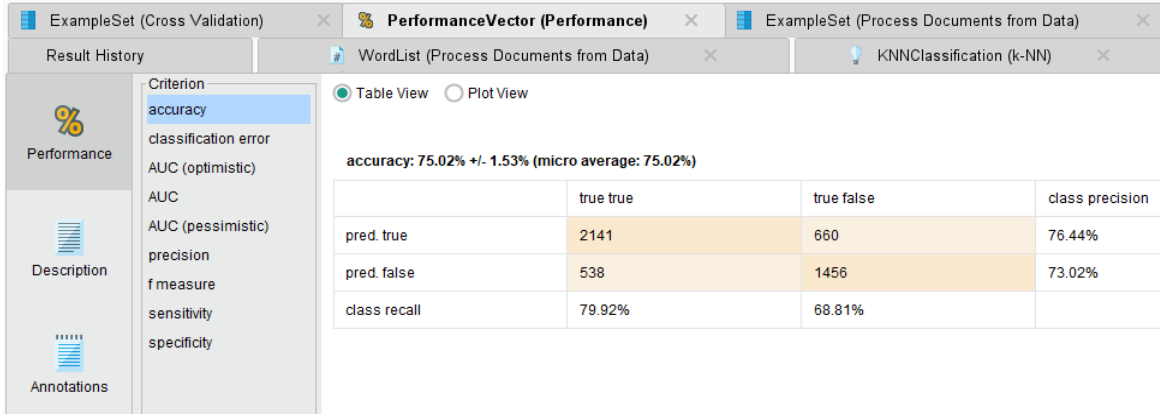 ExampleSet (Cross Validation)
% PerformanceVector (Performance)
ExampleSet (Process Documents from Data)
Result History
# WordList (Process Documents from Data)
KNNClassification (k-NN)
%
Performance
Description
Annotations
Criterion
accuracy
classification error
AUC (optimistic)
AUC
AUC (pessimistic)
precision
f measure
sensitivity
specificity
Table View Plot View
accuracy: 75.02% +/- 1.53% (micro average: 75.02%)
true true true false class precision
pred. true 2141 660 76.44%
pred. false 538 1456 73.02%
class recall 79.92% 68.81%